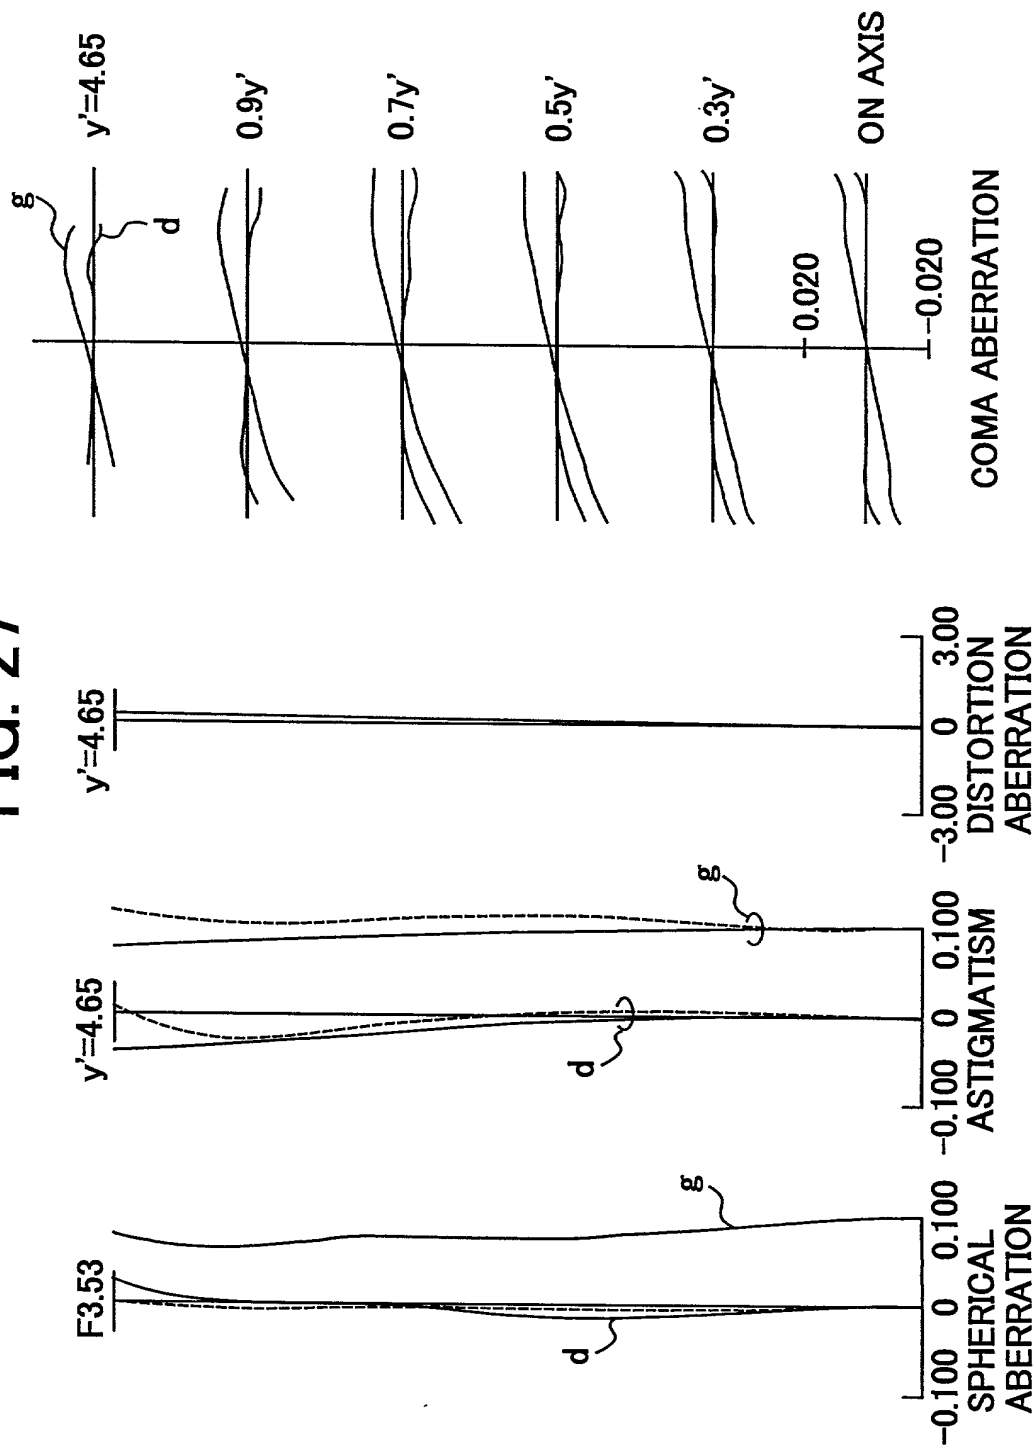 FIG. 27
F3.53
g
d
−0.100 0 0.100
SPHERICAL
ABERRATION
y'=4.65
g
d
−0.100 0 0.100
ASTIGMATISM
y'=4.65
−3.00 0 3.00
DISTORTION
ABERRATION
g
d
y'=4.65
0.9y'
0.7y'
0.5y'
0.3y'
0.020
ON AXIS
−0.020
COMA ABERRATION